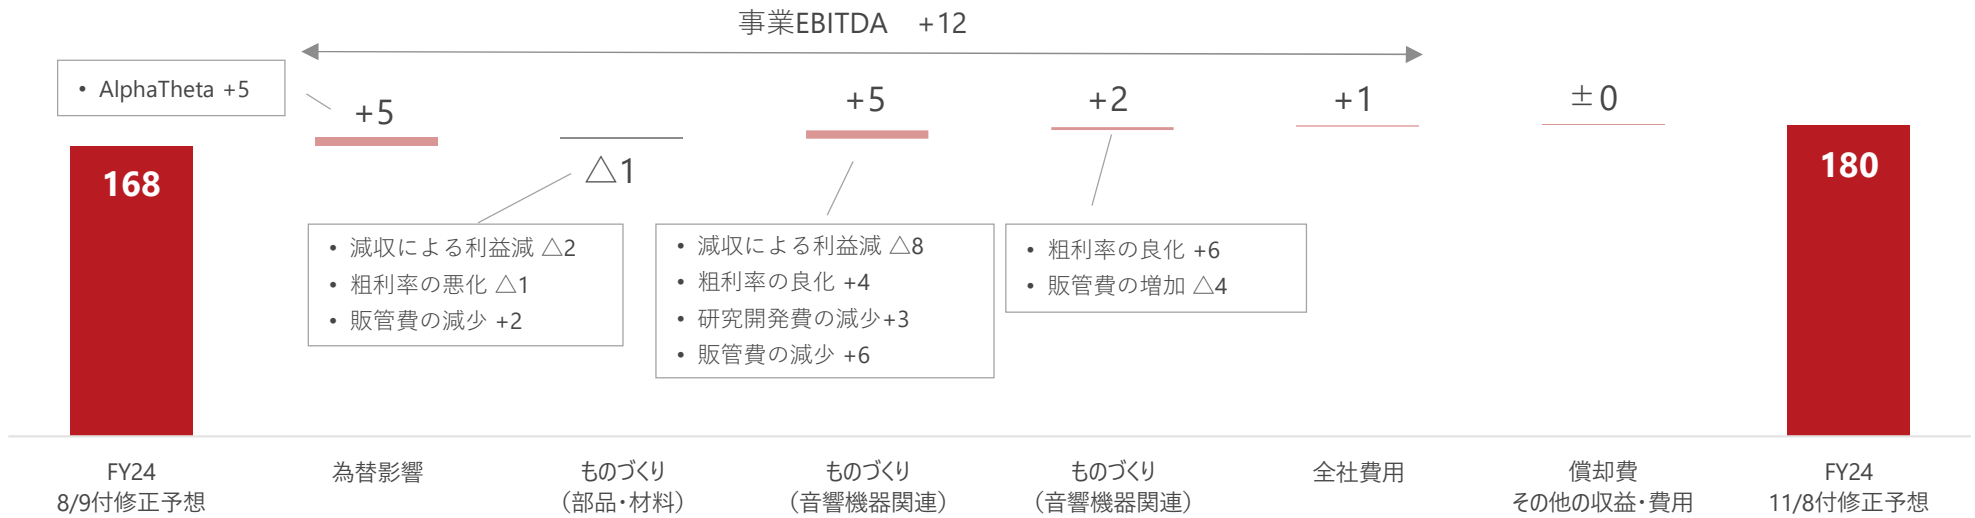 事業EBITDA +12
• AlphaTheta +5
+5
△1
+5
+2
+1
±0
168
180
• 減収による利益減 △2
• 粗利率の悪化 △1
• 販管費の減少 +2
• 減収による利益減 △8
• 粗利率の良化 +4
• 研究開発費の減少+3
• 販管費の減少 +6
• 粗利率の良化 +6
• 販管費の増加 △4
FY24
8/9付修正予想
為替影響
ものづくり
（部品・材料）
ものづくり
（音響機器関連）
ものづくり
（音響機器関連）
全社費用
償却費
その他の収益・費用
FY24
11/8付修正予想